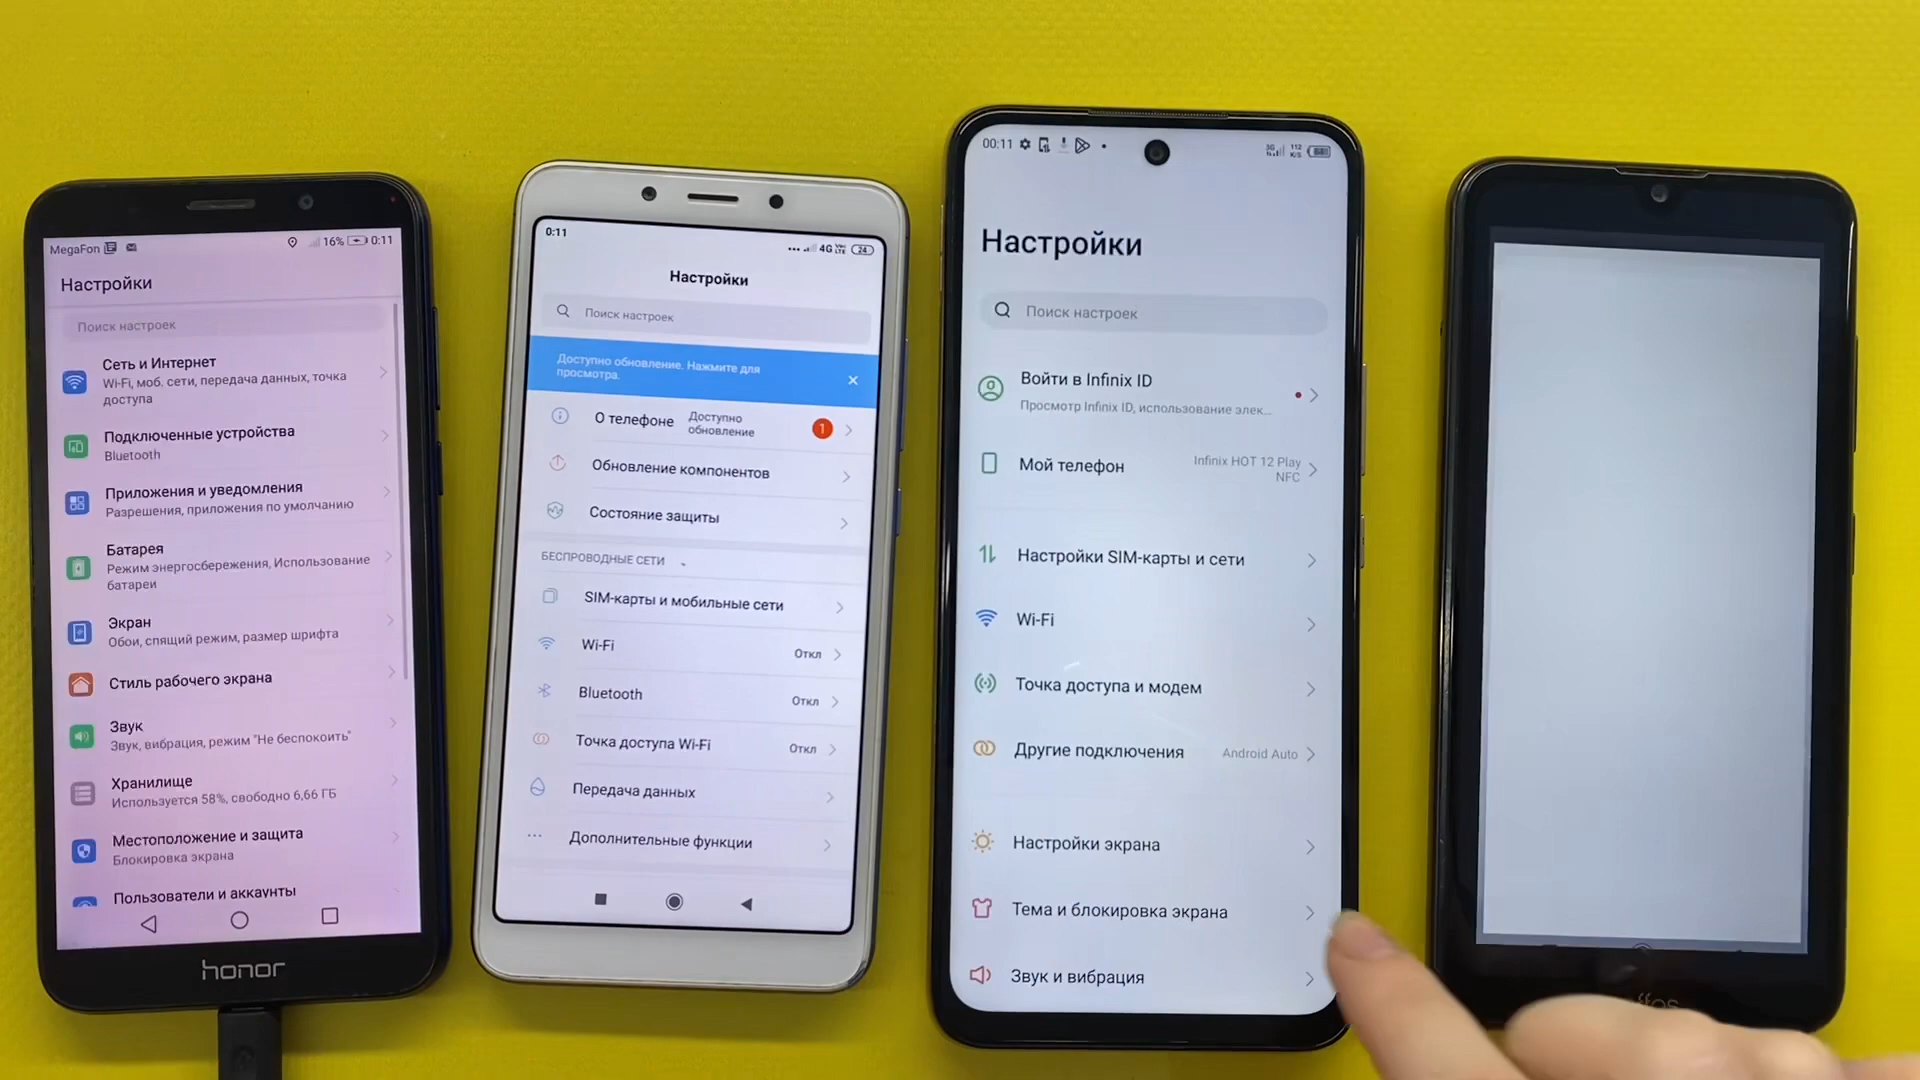 MegaFon
16%
0:11
Настройки
Поиск настроек
Сеть и Интернет
Wi-Fi, моб. сети, передача данных, точка
доступа
Подключенные устройства
Bluetooth
Приложения и уведомления
Разрешения, приложения по умолчанию
Батарея
Режим энергосбережения, Использование
батареи
Экран
Обои, спящий режим, размер шрифта
Стиль рабочего экрана
Звук
Звук, вибрация, режим "Не беспокоить"
Хранилище
Используется 58%, свободно 6,66 ГБ
Местоположение и защита
Блокировка экрана
Пользователи и аккаунты
honor
0:11
4G
24
Настройки
Поиск настроек
Доступно обновление. Нажмите для
просмотра.
О телефоне
Доступно
обновление
1
Обновление компонентов
Состояние защиты
БЕСПРОВОДНЫЕ СЕТИ
SIM-карты и мобильные сети
Wi-Fi
Откл
Bluetooth
Откл
Точка доступа Wi-Fi
Откл
Передача данных
Дополнительные функции
00:11
3G
112
K/S
Настройки
Поиск настроек
Войти в Infinix ID
Просмотр Infinix ID, использование элек...
Мой телефон
Infinix HOT 12 Play
NFC
Настройки SIM-карты и сети
Wi-Fi
Точка доступа и модем
Другие подключения
Android Auto
Настройки экрана
Тема и блокировка экрана
Звук и вибрация